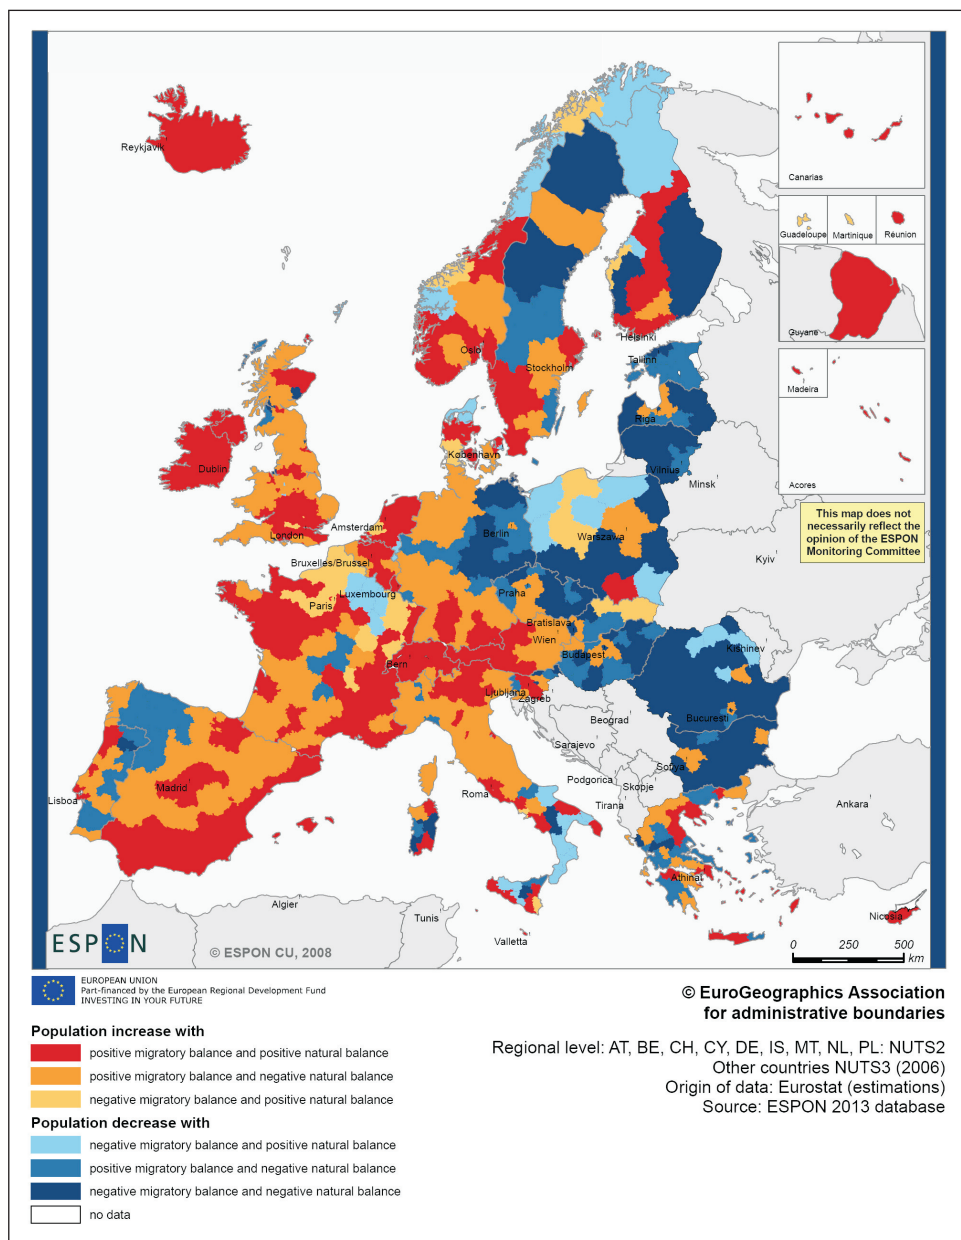 Reykjavik
Canarias
Guadeloupe
Martinique
Réunion
Guyane
Madeira
Acores
This map does not
necessarily reflect the
opinion of the ESPON
Monitoring Committee
Oslo
Helsinki
Tallinn
Stockholm
Riga
København
Vilnius
Minsk
Dublin
Amsterdam
Berlin
London
Warszawa
Bruxelles/Brussel
Kyiv
Luxembourg
Praha
Paris
Bratislava
Wien
Kishinev
Budapest
Bern
Ljubljana
Zagreb
Beograd
Bucuresti
Sarajevo
Sofya
Podgorica
Skopje
Madrid
Lisboa
Roma
Tirana
Ankara
Athinai
Algier
Tunis
Nicosia
Valletta
ESPON
© ESPON CU, 2008
0 250 500
km
EUROPEAN UNION
Part-financed by the European Regional Development Fund
INVESTING IN YOUR FUTURE
© EuroGeographics Association
for administrative boundaries
Regional level: AT, BE, CH, CY, DE, IS, MT, NL, PL: NUTS2
Other countries NUTS3 (2006)
Origin of data: Eurostat (estimations)
Source: ESPON 2013 database
Population increase with
positive migratory balance and positive natural balance
positive migratory balance and negative natural balance
negative migratory balance and positive natural balance
Population decrease with
negative migratory balance and positive natural balance
positive migratory balance and negative natural balance
negative migratory balance and negative natural balance
no data